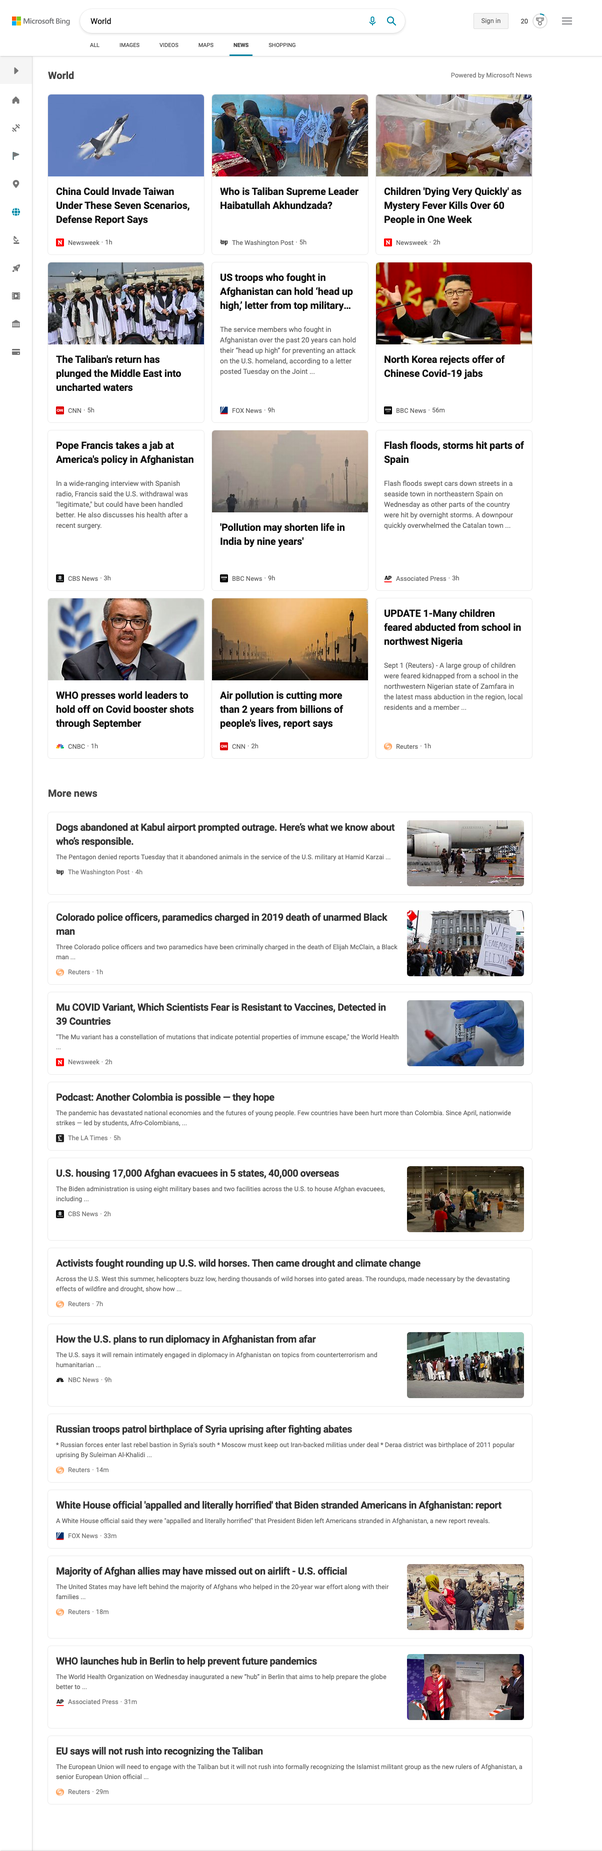 Microsoft Bing
World
Sign in
20
ALL
IMAGES
VIDEOS
MAPS
NEWS
SHOPPING
World
Powered by Microsoft News
China Could Invade Taiwan
Under These Seven Scenarios,
Defense Report Says
Newsweek · 1h
Who is Taliban Supreme Leader
Haibatullah Akhundzada?
The Washington Post · 5h
Children 'Dying Very Quickly' as
Mystery Fever Kills Over 60
People in One Week
Newsweek · 2h
The Taliban's return has
plunged the Middle East into
uncharted waters
CNN · 5h
US troops who fought in
Afghanistan can hold 'head up
high,' letter from top military...
The service members who fought in
Afghanistan over the past 20 years can hold
their "head up high" for preventing an attack
on the U.S. homeland, according to a letter
posted Tuesday on the Joint ...
FOX News · 9h
North Korea rejects offer of
Chinese Covid-19 jabs
BBC News · 56m
Pope Francis takes a jab at
America's policy in Afghanistan
In a wide-ranging interview with Spanish
radio, Francis said the U.S. withdrawal was
"legitimate," but could have been handled
better. He also discusses his health after a
recent surgery.
CBS News · 3h
'Pollution may shorten life in
India by nine years'
BBC News · 9h
Flash floods, storms hit parts of
Spain
Flash floods swept cars down streets in a
seaside town in northeastern Spain on
Wednesday as other parts of the country
were hit by overnight storms. A downpour
quickly overwhelmed the Catalan town ...
AP
Associated Press · 3h
WHO presses world leaders to
hold off on Covid booster shots
through September
CNBC · 1h
Air pollution is cutting more
than 2 years from billions of
people's lives, report says
CNN · 2h
UPDATE 1-Many children
feared abducted from school in
northwest Nigeria
Sept 1 (Reuters) - A large group of children
were feared kidnapped from a school in the
northwestern Nigerian state of Zamfara in
the latest mass abduction in the region, local
residents and a member ...
Reuters · 1h
More news
Dogs abandoned at Kabul airport prompted outrage. Here's what we know about
who's responsible.
The Pentagon denied reports Tuesday that it abandoned animals in the service of the U.S. military at Hamid Karzai ...
The Washington Post · 4h
Colorado police officers, paramedics charged in 2019 death of unarmed Black
man
Three Colorado police officers and two paramedics have been criminally charged in the death of Elijah McClain, a Black
man ...
Reuters · 1h
WE
REMEMBER
ELIJAH
Mu COVID Variant, Which Scientists Fear is Resistant to Vaccines, Detected in
39 Countries
"The Mu variant has a constellation of mutations that indicate potential properties of immune escape," the World Health
...
Newsweek · 2h
Podcast: Another Colombia is possible — they hope
The pandemic has devastated national economies and the futures of young people. Few countries have been hurt more than Colombia. Since April, nationwide
strikes — led by students, Afro-Colombians, ...
The LA Times · 5h
U.S. housing 17,000 Afghan evacuees in 5 states, 40,000 overseas
The Biden administration is using eight military bases and two facilities across the U.S. to house Afghan evacuees,
including ...
CBS News · 2h
Activists fought rounding up U.S. wild horses. Then came drought and climate change
Across the U.S. West this summer, helicopters buzz low, herding thousands of wild horses into gated areas. The roundups, made necessary by the devastating
effects of wildfire and drought, show how ...
Reuters · 7h
How the U.S. plans to run diplomacy in Afghanistan from afar
The U.S. says it will remain intimately engaged in diplomacy in Afghanistan on topics from counterterrorism and
humanitarian ...
NBC News · 9h
Russian troops patrol birthplace of Syria uprising after fighting abates
* Russian forces enter last rebel bastion in Syria's south * Moscow must keep out Iran-backed militias under deal * Deraa district was birthplace of 2011 popular
uprising By Suleiman Al-Khalidi ...
Reuters · 14m
White House official 'appalled and literally horrified' that Biden stranded Americans in Afghanistan: report
A White House official said they were "appalled and literally horrified" that President Biden left Americans stranded in Afghanistan, a new report reveals.
FOX News · 33m
Majority of Afghan allies may have missed out on airlift - U.S. official
The United States may have left behind the majority of Afghans who helped in the 20-year war effort along with their
families ...
Reuters · 18m
WHO launches hub in Berlin to help prevent future pandemics
The World Health Organization on Wednesday inaugurated a new "hub" in Berlin that aims to help prepare the globe
better to ...
AP
Associated Press · 31m
EU says will not rush into recognizing the Taliban
The European Union will need to engage with the Taliban but it will not rush into formally recognizing the Islamist militant group as the new rulers of Afghanistan, a
senior European Union official ...
Reuters · 29m